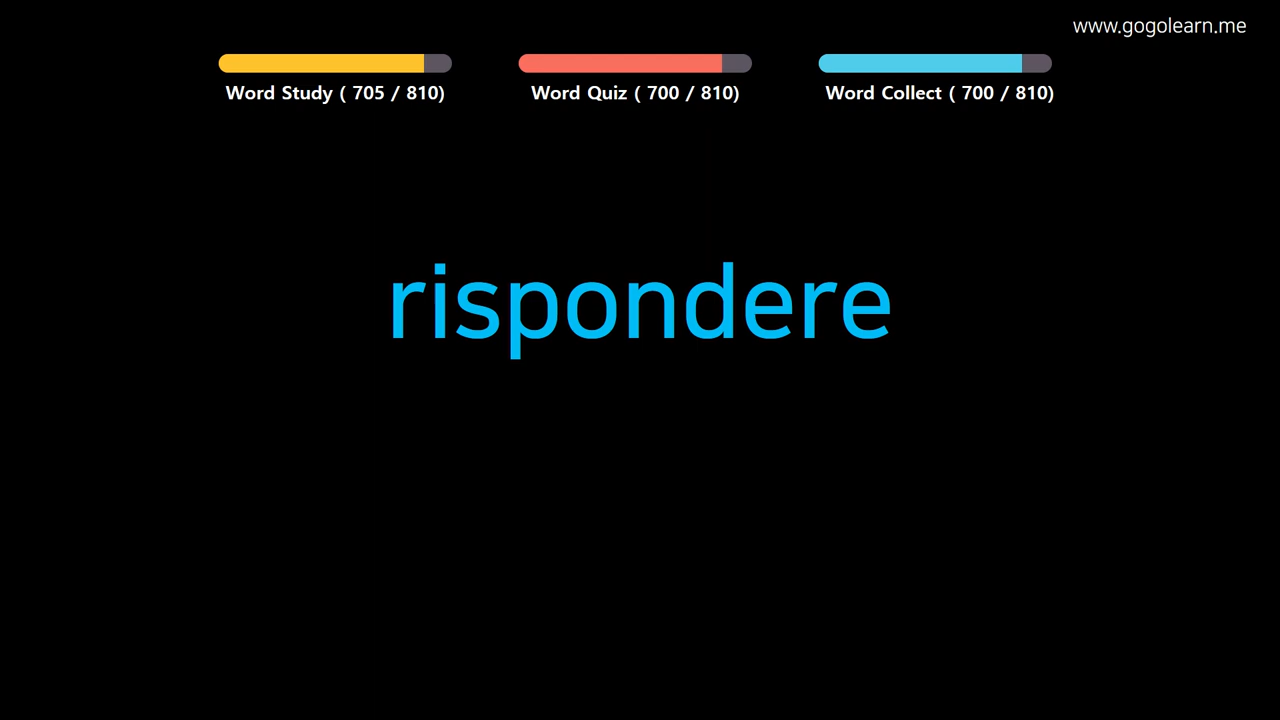 www.gogolearn.me
Word Study ( 705 / 810)
Word Quiz ( 700 / 810)
Word Collect ( 700 / 810)
rispondere